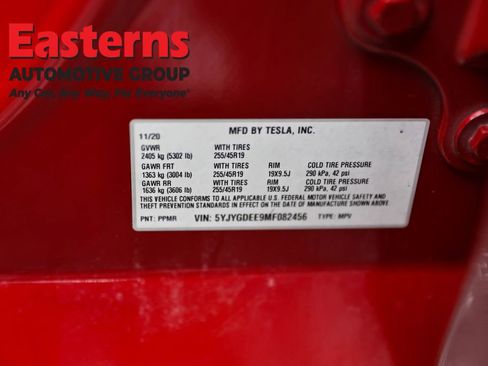 Easterns
AUTOMOTIVE GROUP
Any Car, Any Way, For Everyone!
11/20 MFD BY TESLA, INC.
GVWR WITH TIRES
2405 kg (5302 lb) 255/45R19
GAWR FRT WITH TIRES RIM COLD TIRE PRESSURE
1363 kg (3004 lb) 255/45R19 19X9.5J 290 kPa, 42 psi
GAWR RR WITH TIRES RIM COLD TIRE PRESSURE
1636 kg (3606 lb) 255/45R19 19X9.5J 290 kPa, 42 psi
THIS VEHICLE CONFORMS TO ALL APPLICABLE U.S. FEDERAL MOTOR VEHICLE SAFETY AND
THEFT PREVENTION STANDARDS IN EFFECT ON THE DATE OF MANUFACTURE SHOWN ABOVE.
PNT: PPMR VIN: 5YJYGDEE9MF082456 TYPE: MPV